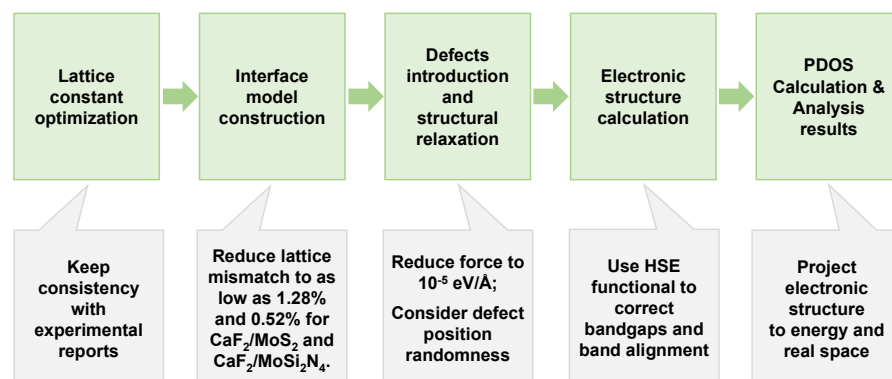 Lattice
constant
optimization
Interface
model
construction
Defects
introduction
and
structural
relaxation
Electronic
structure
calculation
PDOS
Calculation &
Analysis
results
Keep
consistency
with
experimental
reports
Reduce lattice
mismatch to as
low as 1.28%
and 0.52% for
CaF₂/MoS₂ and
CaF₂/MoSi₂N₄.
Reduce force to
10⁻⁵ eV/Å;
Consider defect
position
randomness
Use HSE
functional to
correct
bandgaps and
band alignment
Project
electronic
structure
to energy and
real space